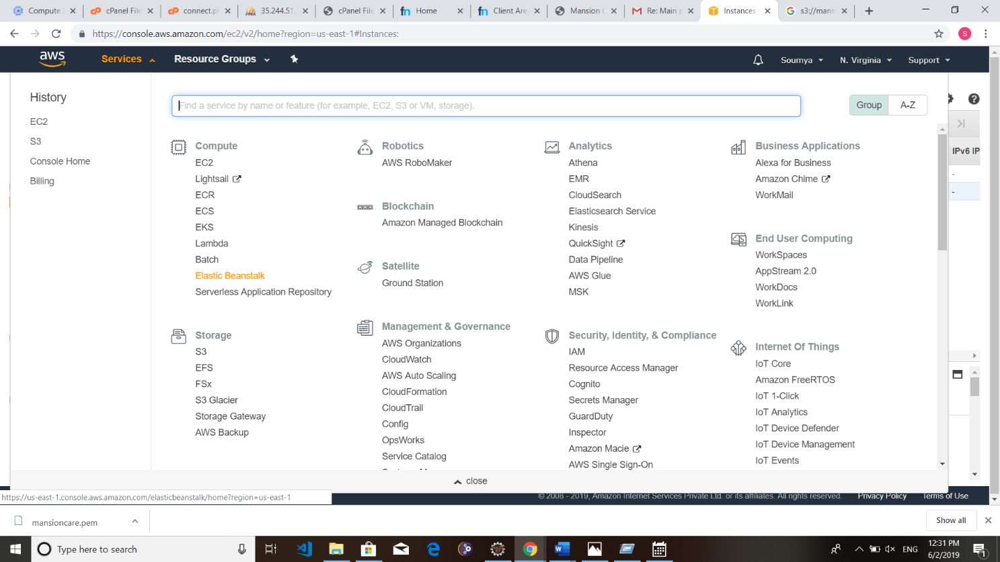 Compute
cPanel File
connect.p
35.244.51.
cPanel File
Home
Client Are
Mansion
Re: Main
Instances
s3://mansi
https://console.aws.amazon.com/ec2/v2/home?region=us-east-1#Instances:
S
aws
Services
Resource Groups
Soumya
N. Virginia
Support
History
EC2
S3
Console Home
Billing
Find a service by name or feature (for example, EC2, S3 or VM, storage).
Group
A-Z
IPv6 IP
-
-
Compute
EC2
Lightsail
ECR
ECS
EKS
Lambda
Batch
Elastic Beanstalk
Serverless Application Repository
Storage
S3
EFS
FSx
S3 Glacier
Storage Gateway
AWS Backup
Robotics
AWS RoboMaker
Blockchain
Amazon Managed Blockchain
Satellite
Ground Station
Management & Governance
AWS Organizations
CloudWatch
AWS Auto Scaling
CloudFormation
CloudTrail
Config
OpsWorks
Service Catalog
Analytics
Athena
EMR
CloudSearch
Elasticsearch Service
Kinesis
QuickSight
Data Pipeline
AWS Glue
MSK
Security, Identity, & Compliance
IAM
Resource Access Manager
Cognito
Secrets Manager
GuardDuty
Inspector
Amazon Macie
AWS Single Sign-On
Business Applications
Alexa for Business
Amazon Chime
WorkMail
End User Computing
WorkSpaces
AppStream 2.0
WorkDocs
WorkLink
Internet Of Things
IoT Core
Amazon FreeRTOS
IoT 1-Click
IoT Analytics
IoT Device Defender
IoT Device Management
IoT Events
close
https://us-east-1.console.aws.amazon.com/elasticbeanstalk/home?region=us-east-1
© 2008 - 2019, Amazon Internet Services Private Ltd. or its affiliates. All rights reserved.
Privacy Policy
Terms of Use
mansioncare.pem
Show all
Type here to search
ENG
12:31 PM
6/2/2019
1